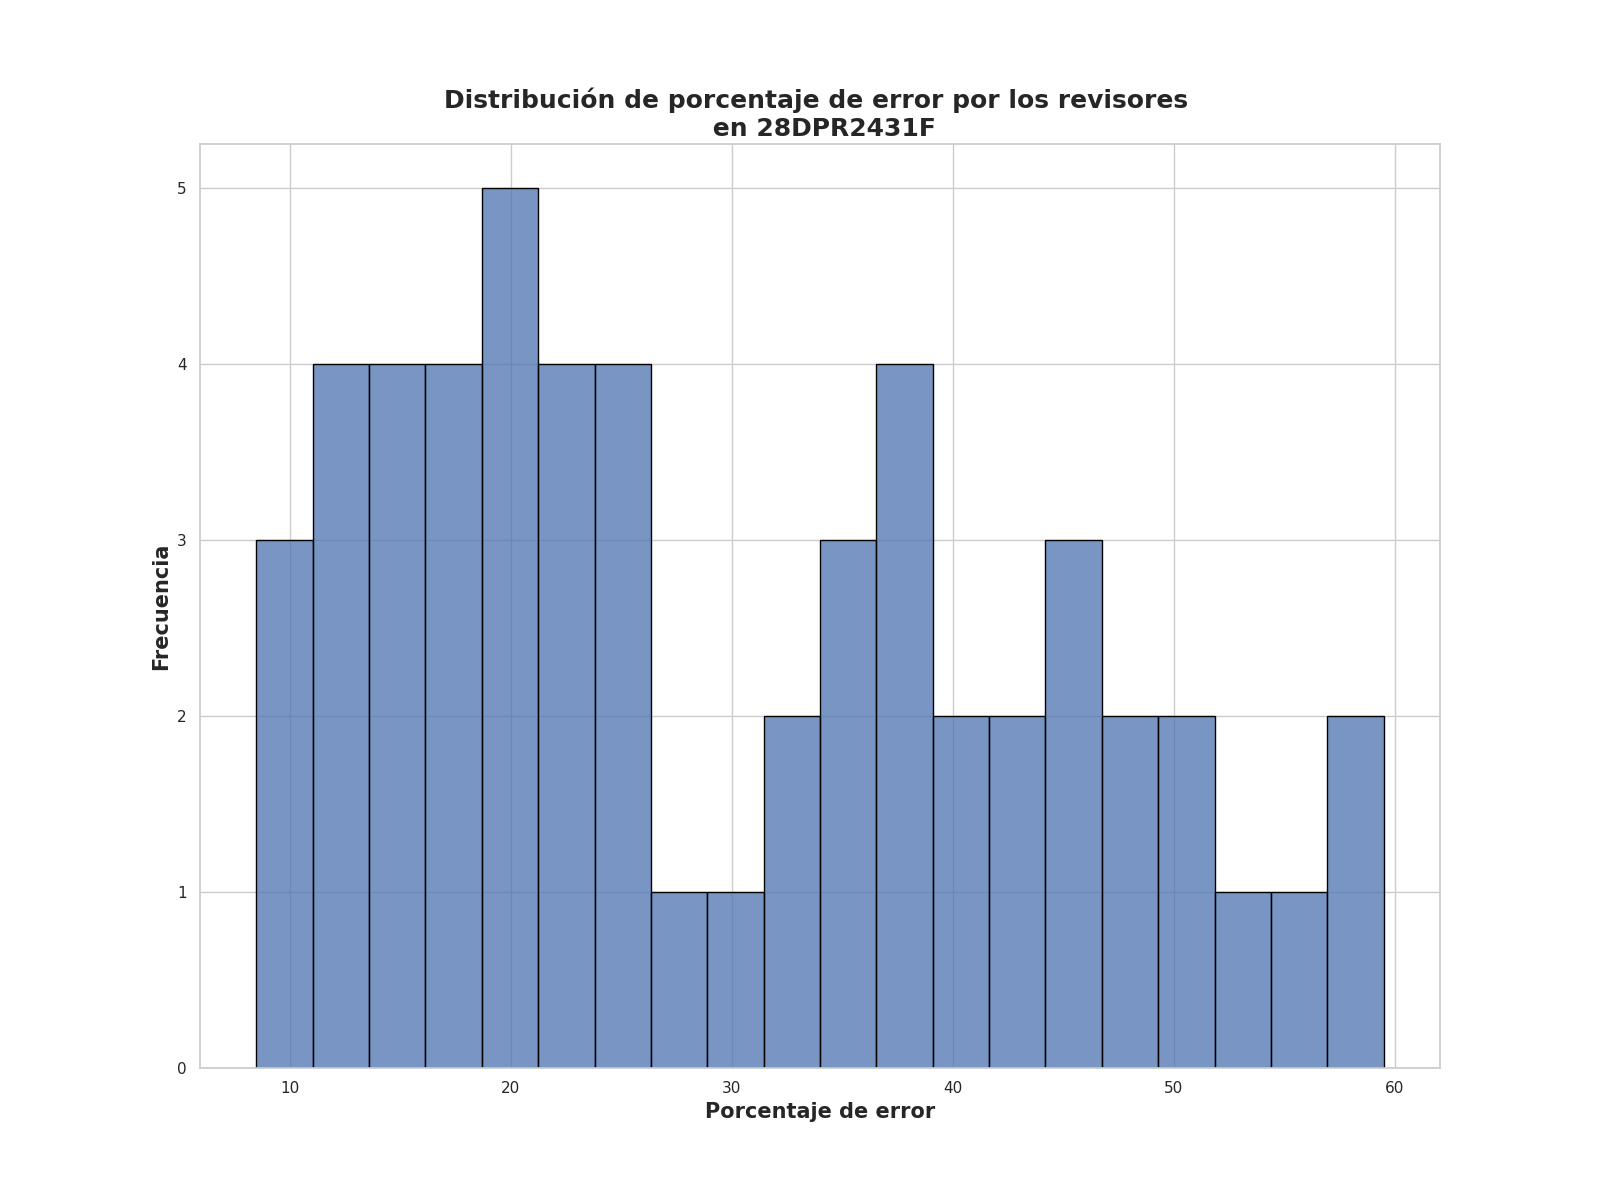 Distribución de porcentaje de error por los revisores
en 28DPR2431F
5
4
3
2
1
0
Frecuencia
10 20 30 40 50 60
Porcentaje de error